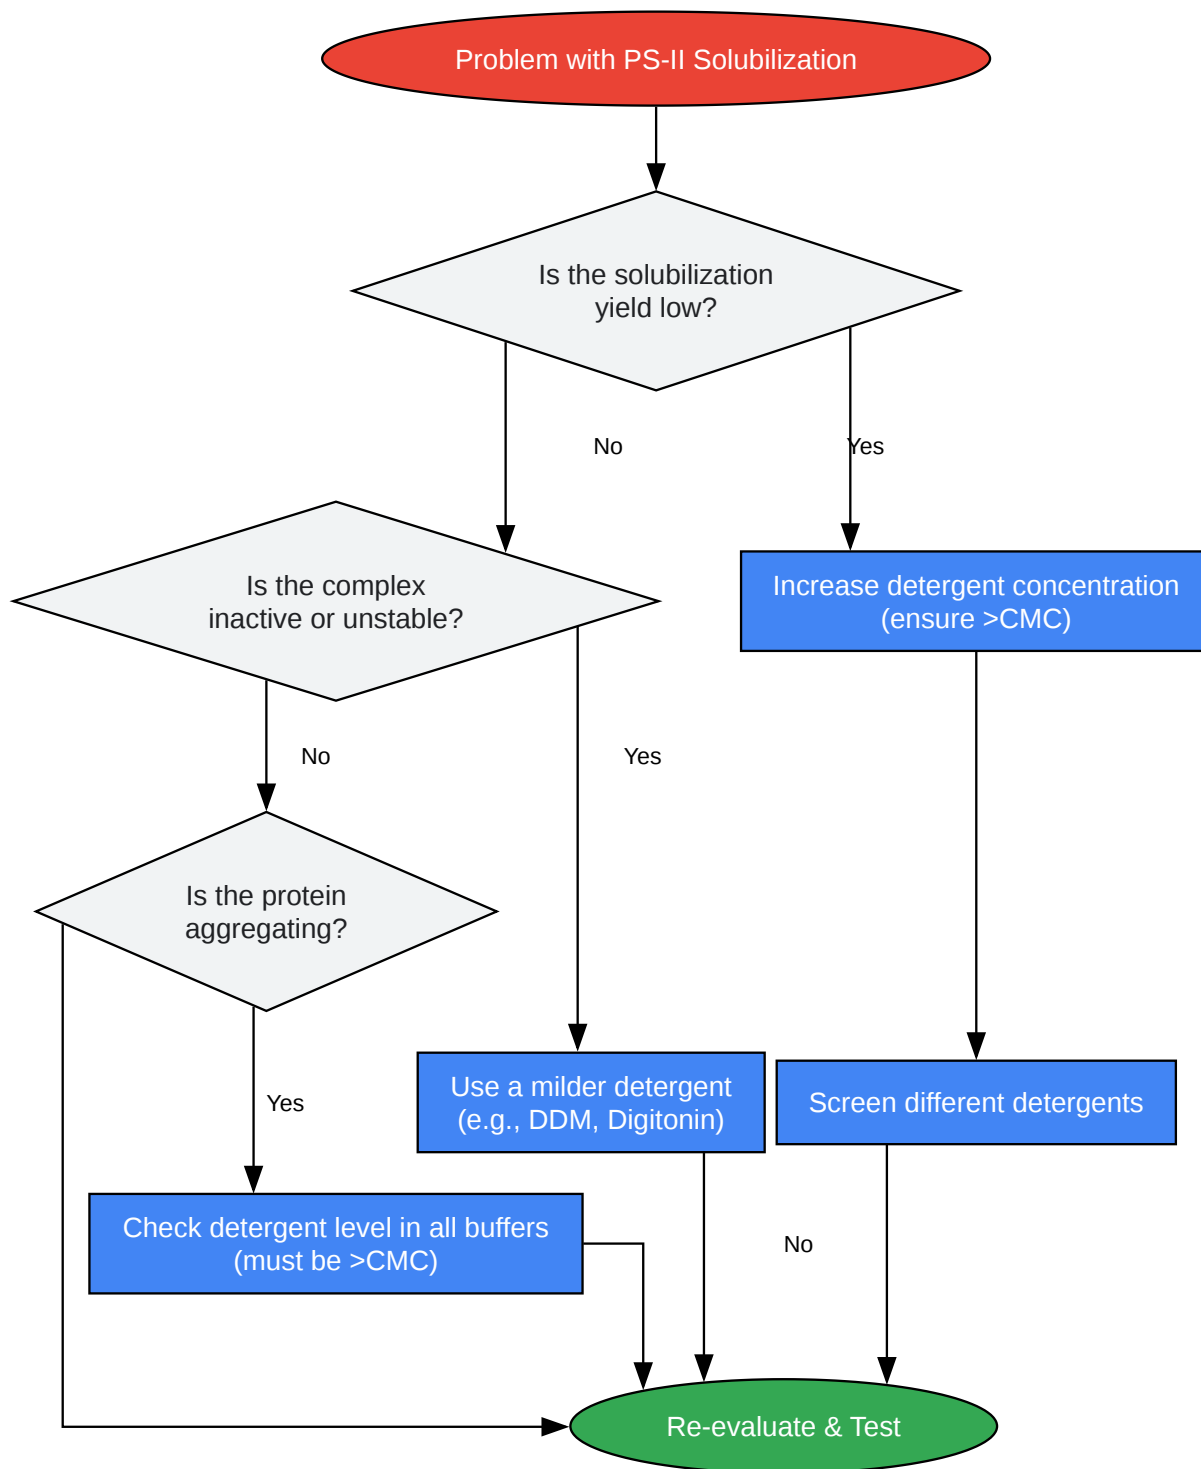 Problem with PS-II Solubilization
Is the solubilization
yield low?
No
Yes
Is the complex
inactive or unstable?
Increase detergent concentration
(ensure >CMC)
No
Yes
Is the protein
aggregating?
Yes
Use a milder detergent
(e.g., DDM, Digitonin)
Screen different detergents
Check detergent level in all buffers
(must be >CMC)
No
Re-evaluate & Test